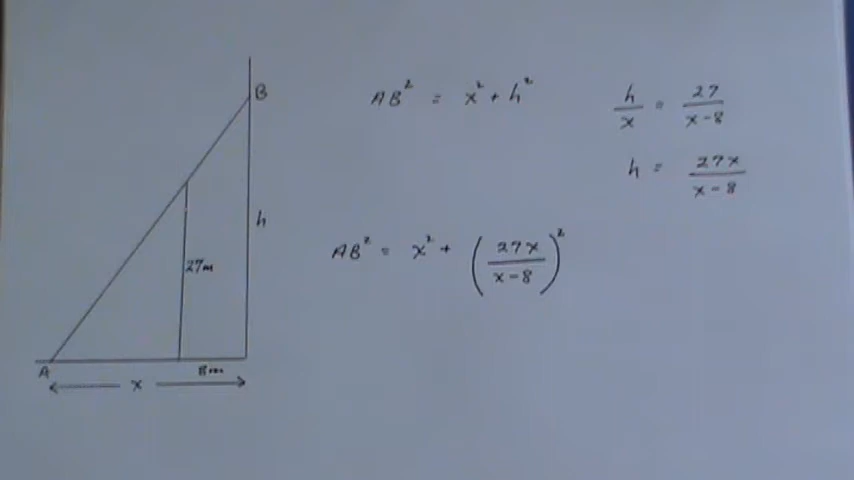 B
h
27m
A
8m
x
AB² = x² + h²
h/x = 27/x-8
h = 27x/x-8
AB² = x² + (27x/x-8)²